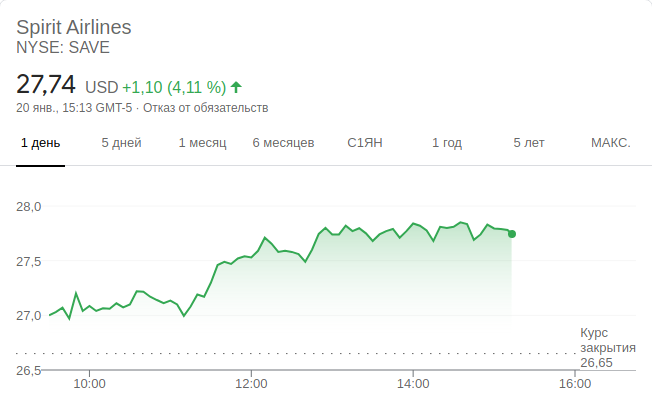 Spirit Airlines
NYSE: SAVE
27,74 USD +1,10 (4,11 %)
20 янв., 15:13 GMT-5 · Отказ от обязательств
1 день 5 дней 1 месяц 6 месяцев С1ЯН 1 год 5 лет МАКС.
28,0
27,5
27,0
Курс
закрытия
26,65
26,5
10:00 12:00 14:00 16:00